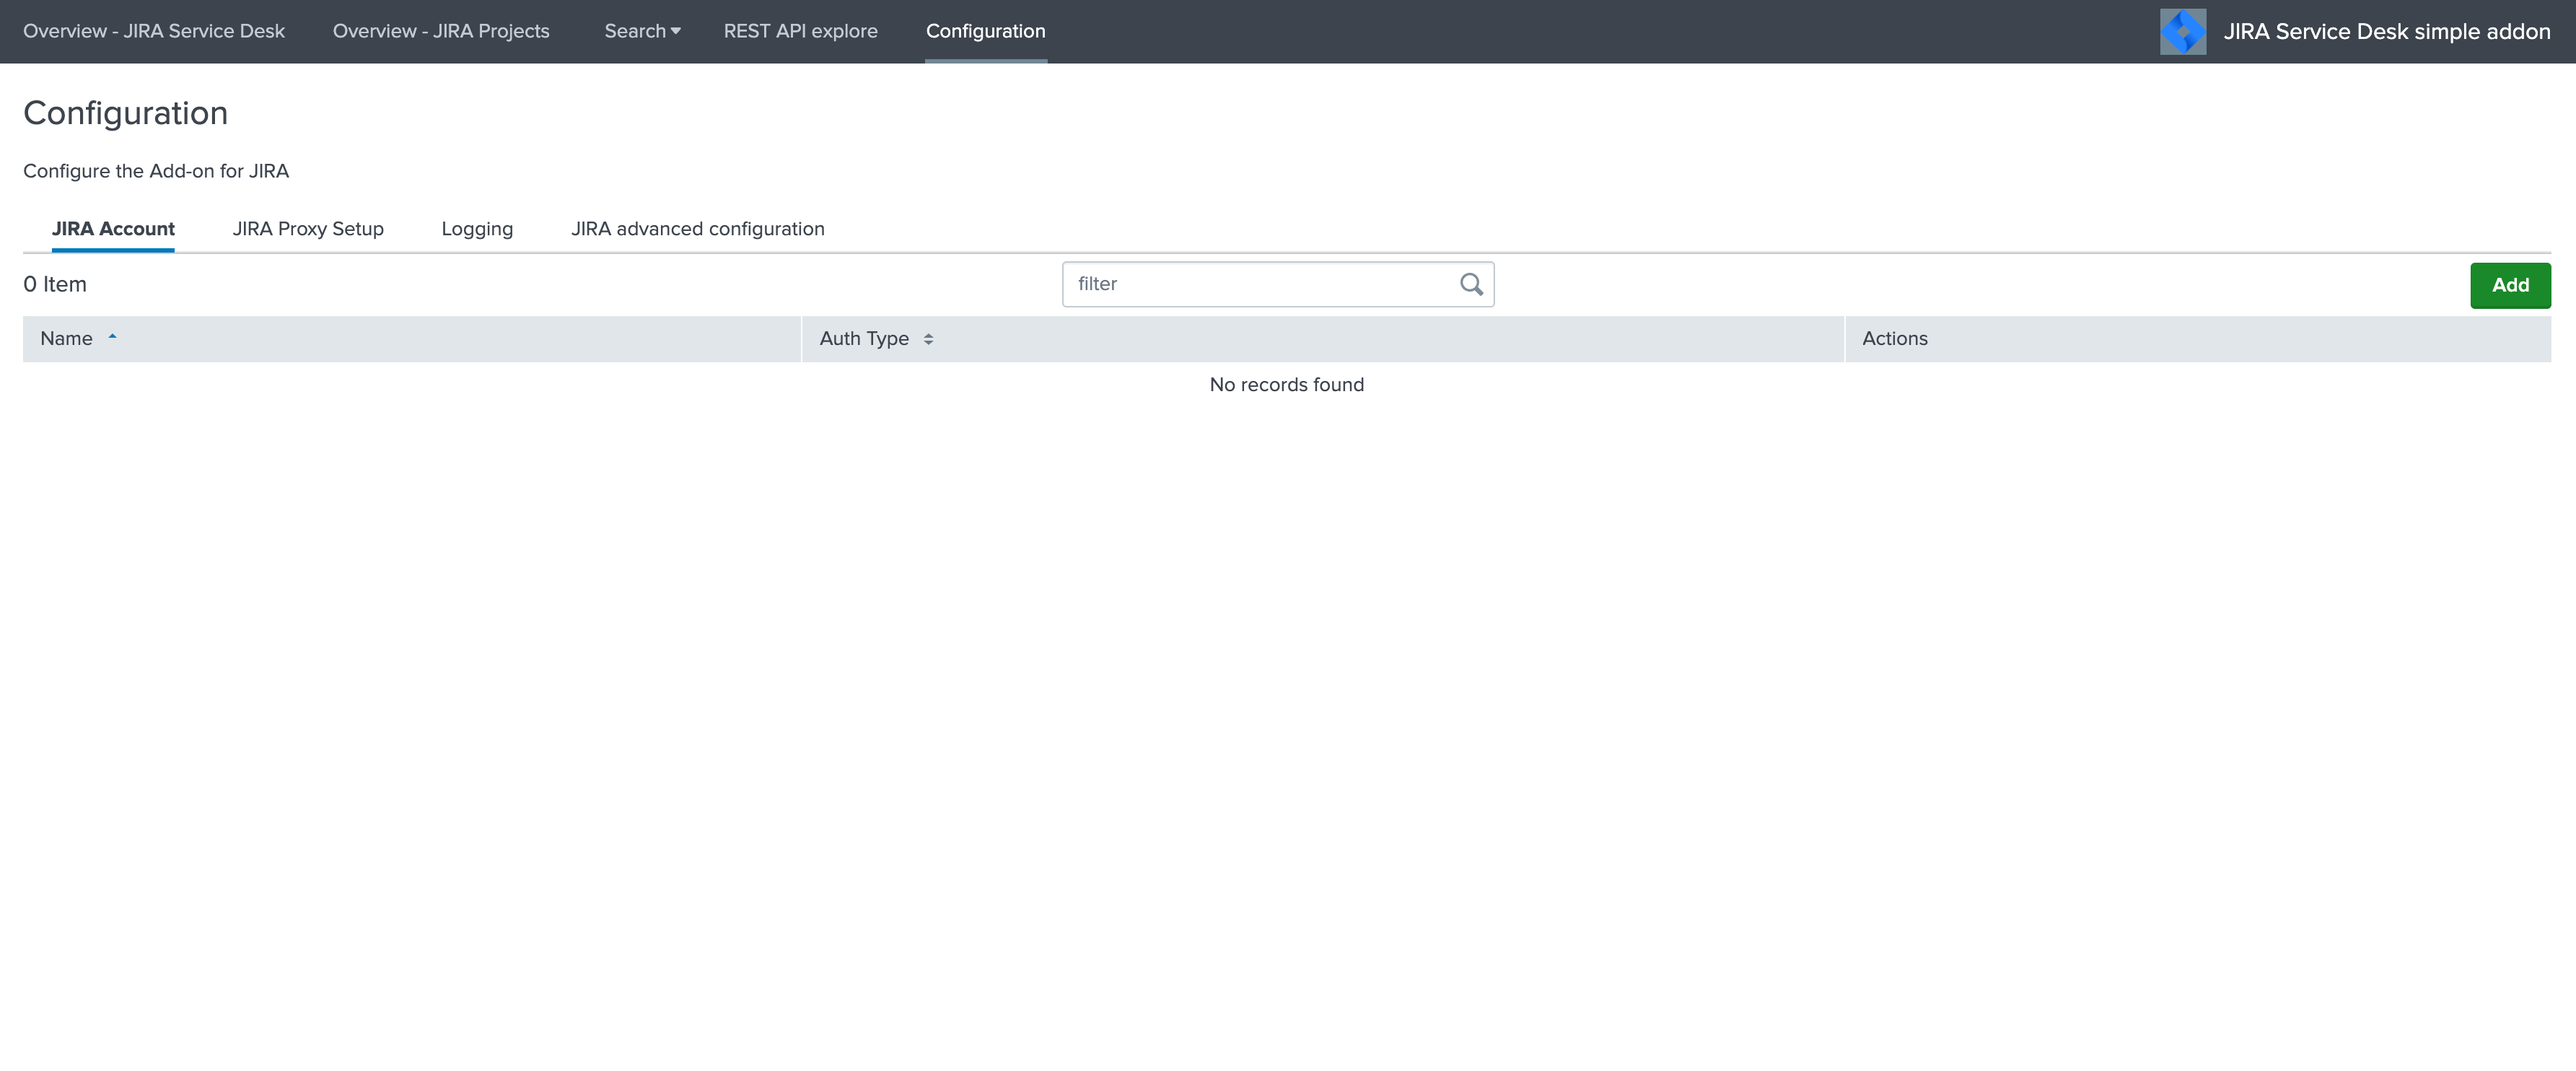 Overview - JIRA Service Desk Overview - JIRA Projects Search REST API explore Configuration JIRA Service Desk simple addon
Configuration
Configure the Add-on for JIRA
JIRA Account JIRA Proxy Setup Logging JIRA advanced configuration
0 Item filter Add
Name Auth Type Actions
No records found